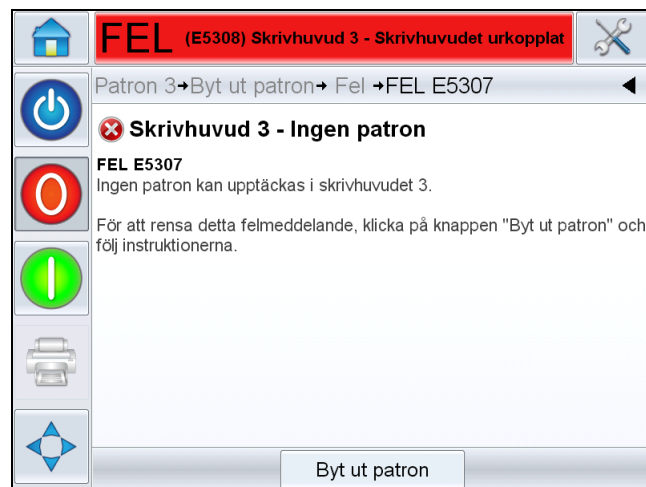 FEL (E5308) Skrivhuvud 3 - Skrivhuvudet urkopplat
Patron 3→Byt ut patron→ Fel →FEL E5307
Skrivhuvud 3 - Ingen patron
FEL E5307
Ingen patron kan upptäckas i skrivhuvudet 3.
För att rensa detta felmeddelande, klicka på knappen "Byt ut patron" och
följ instruktionerna.
Byt ut patron